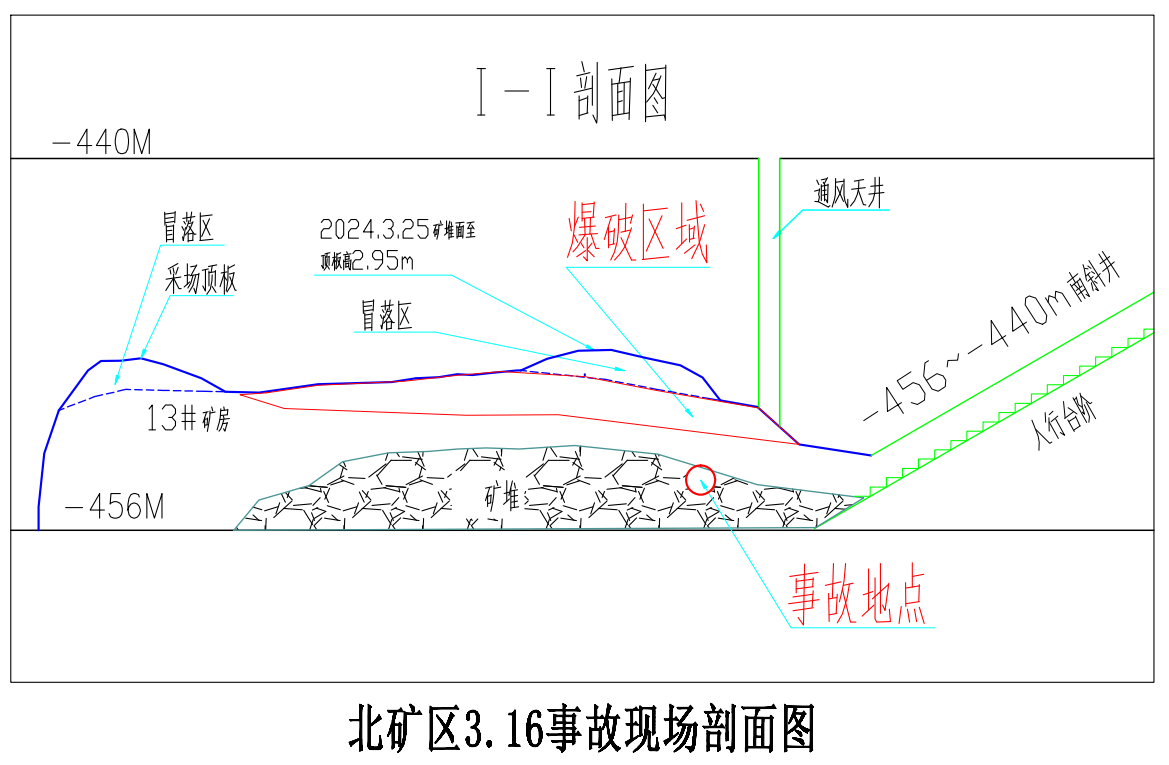 I-I剖面图
-440M
通风天井
冒落区
2024.3.25矿堆面至
顶板高2.95m
爆破区域
采场顶板
冒落区
-456~-440m南斜井
13#矿房
人行台阶
矿堆
-456M
事故地点
北矿区3.16事故现场剖面图